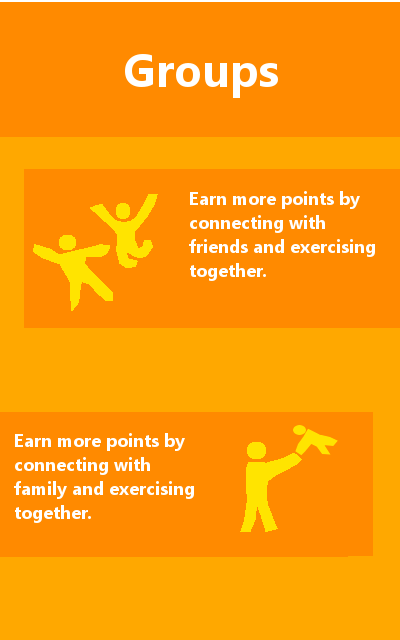 Groups
Earn more points by
connecting with
friends and exercising
together.
Earn more points by
connecting with
family and exercising
together.